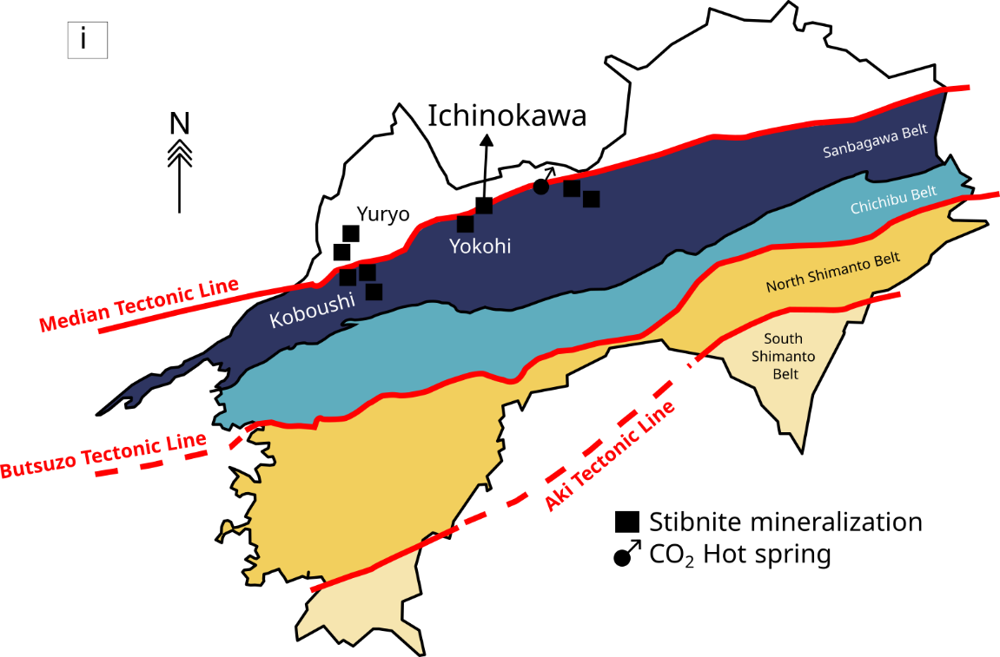 i
N
Ichinokawa
Sanbagawa Belt
Chichibu Belt
Yuryo
Yokohi
North Shimanto Belt
Median Tectonic Line
Koboushi
South
Shimanto
Belt
Butsuzo Tectonic Line
Aki Tectonic Line
Stibnite mineralization
CO₂ Hot spring